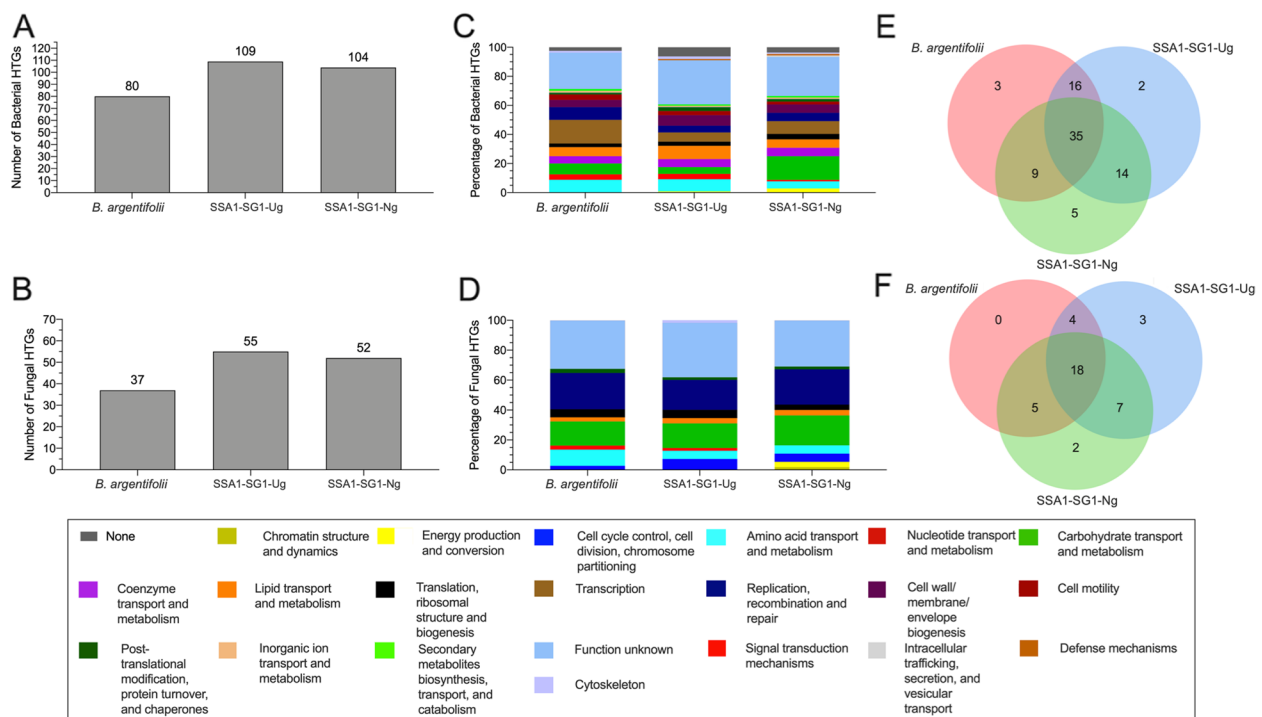 A
Number of Bacterial HTGs
120
110
100
90
80
70
60
50
40
30
20
10
0
80
109
104
B. argentifolii
SSA1-SG1-Ug
SSA1-SG1-Ng
C
Percentage of Bacterial HTGs
100
80
60
40
20
0
B. argentifolii
SSA1-SG1-Ug
SSA1-SG1-Ng
E
B. argentifolii
SSA1-SG1-Ug
3
16
2
35
9
14
5
SSA1-SG1-Ng
B
Number of Fungal HTGs
70
60
50
40
30
20
10
0
37
55
52
B. argentifolii
SSA1-SG1-Ug
SSA1-SG1-Ng
D
Percentage of Fungal HTGs
100
80
60
40
20
0
B. argentifolii
SSA1-SG1-Ug
SSA1-SG1-Ng
F
B. argentifolii
SSA1-SG1-Ug
0
4
3
18
5
7
2
SSA1-SG1-Ng
None
Chromatin structure
and dynamics
Energy production
and conversion
Cell cycle control, cell
division, chromosome
partitioning
Amino acid transport
and metabolism
Nucleotide transport
and metabolism
Carbohydrate transport
and metabolism
Coenzyme
transport and
metabolism
Lipid transport
and metabolism
Translation,
ribosomal
structure and
biogenesis
Transcription
Replication,
recombination and
repair
Cell wall/
membrane/
envelope
biogenesis
Cell motility
Post-
translational
modification,
protein turnover,
and chaperones
Inorganic ion
transport and
metabolism
Secondary
metabolites
biosynthesis,
transport, and
catabolism
Function unknown
Cytoskeleton
Signal transduction
mechanisms
Intracellular
trafficking,
secretion, and
vesicular
transport
Defense mechanisms